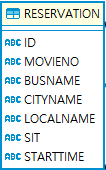 RESERVATION
ABC ID
ABC MOVIENO
ABC BUSNAME
ABC CITYNAME
ABC LOCALNAME
ABC SIT
ABC STARTTIME